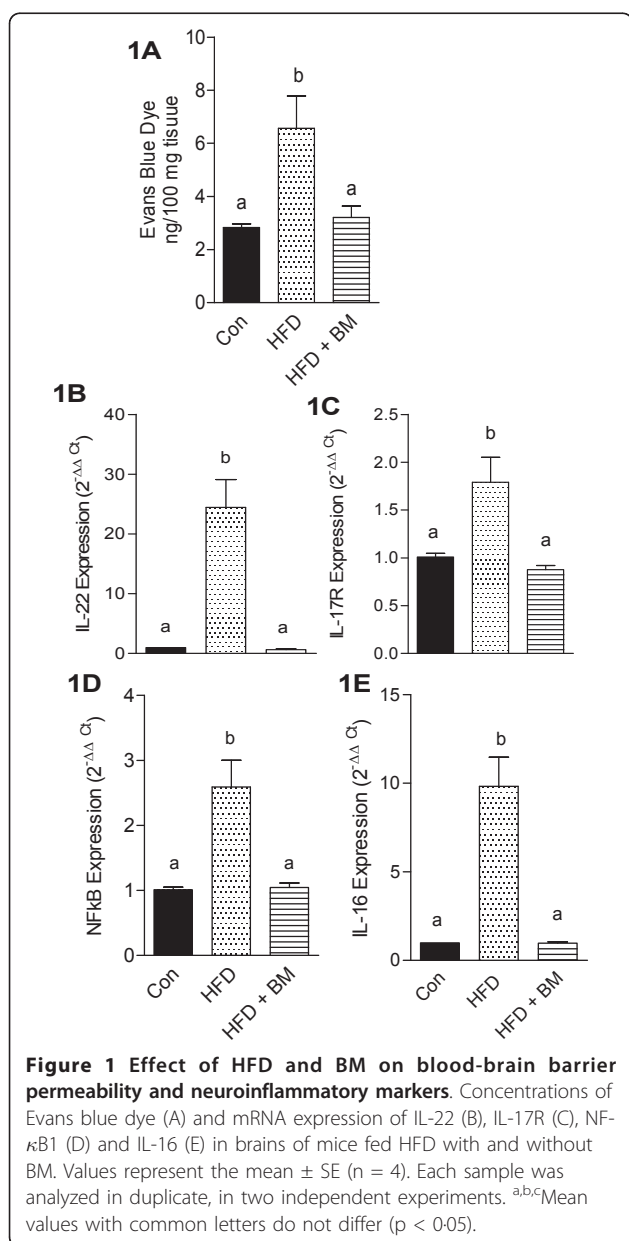 1A
Evans Blue Dye
ng/100 mg tisuue
8
6
4
2
0
a
b
a
Con
HFD
HFD + BM
1B
IL-22 Expression (2^-ΔΔ Ct)
40
30
20
10
0
a
b
a
1C
IL-17R Expression (2^-ΔΔ Ct)
2.5
2.0
1.5
1.0
0.5
0.0
a
b
a
1D
NFkB Expression (2^-ΔΔ Ct)
4
3
2
1
0
a
b
a
Con
HFD
HFD + BM
1E
IL-16 Expression (2^-ΔΔ Ct)
15
10
5
0
a
b
a
Con
HFD
HFD + BM
Figure 1 Effect of HFD and BM on blood-brain barrier
permeability and neuroinflammatory markers. Concentrations of
Evans blue dye (A) and mRNA expression of IL-22 (B), IL-17R (C), NF-
κB1 (D) and IL-16 (E) in brains of mice fed HFD with and without
BM. Values represent the mean ± SE (n = 4). Each sample was
analyzed in duplicate, in two independent experiments. a,b,cMean
values with common letters do not differ (p < 0·05).